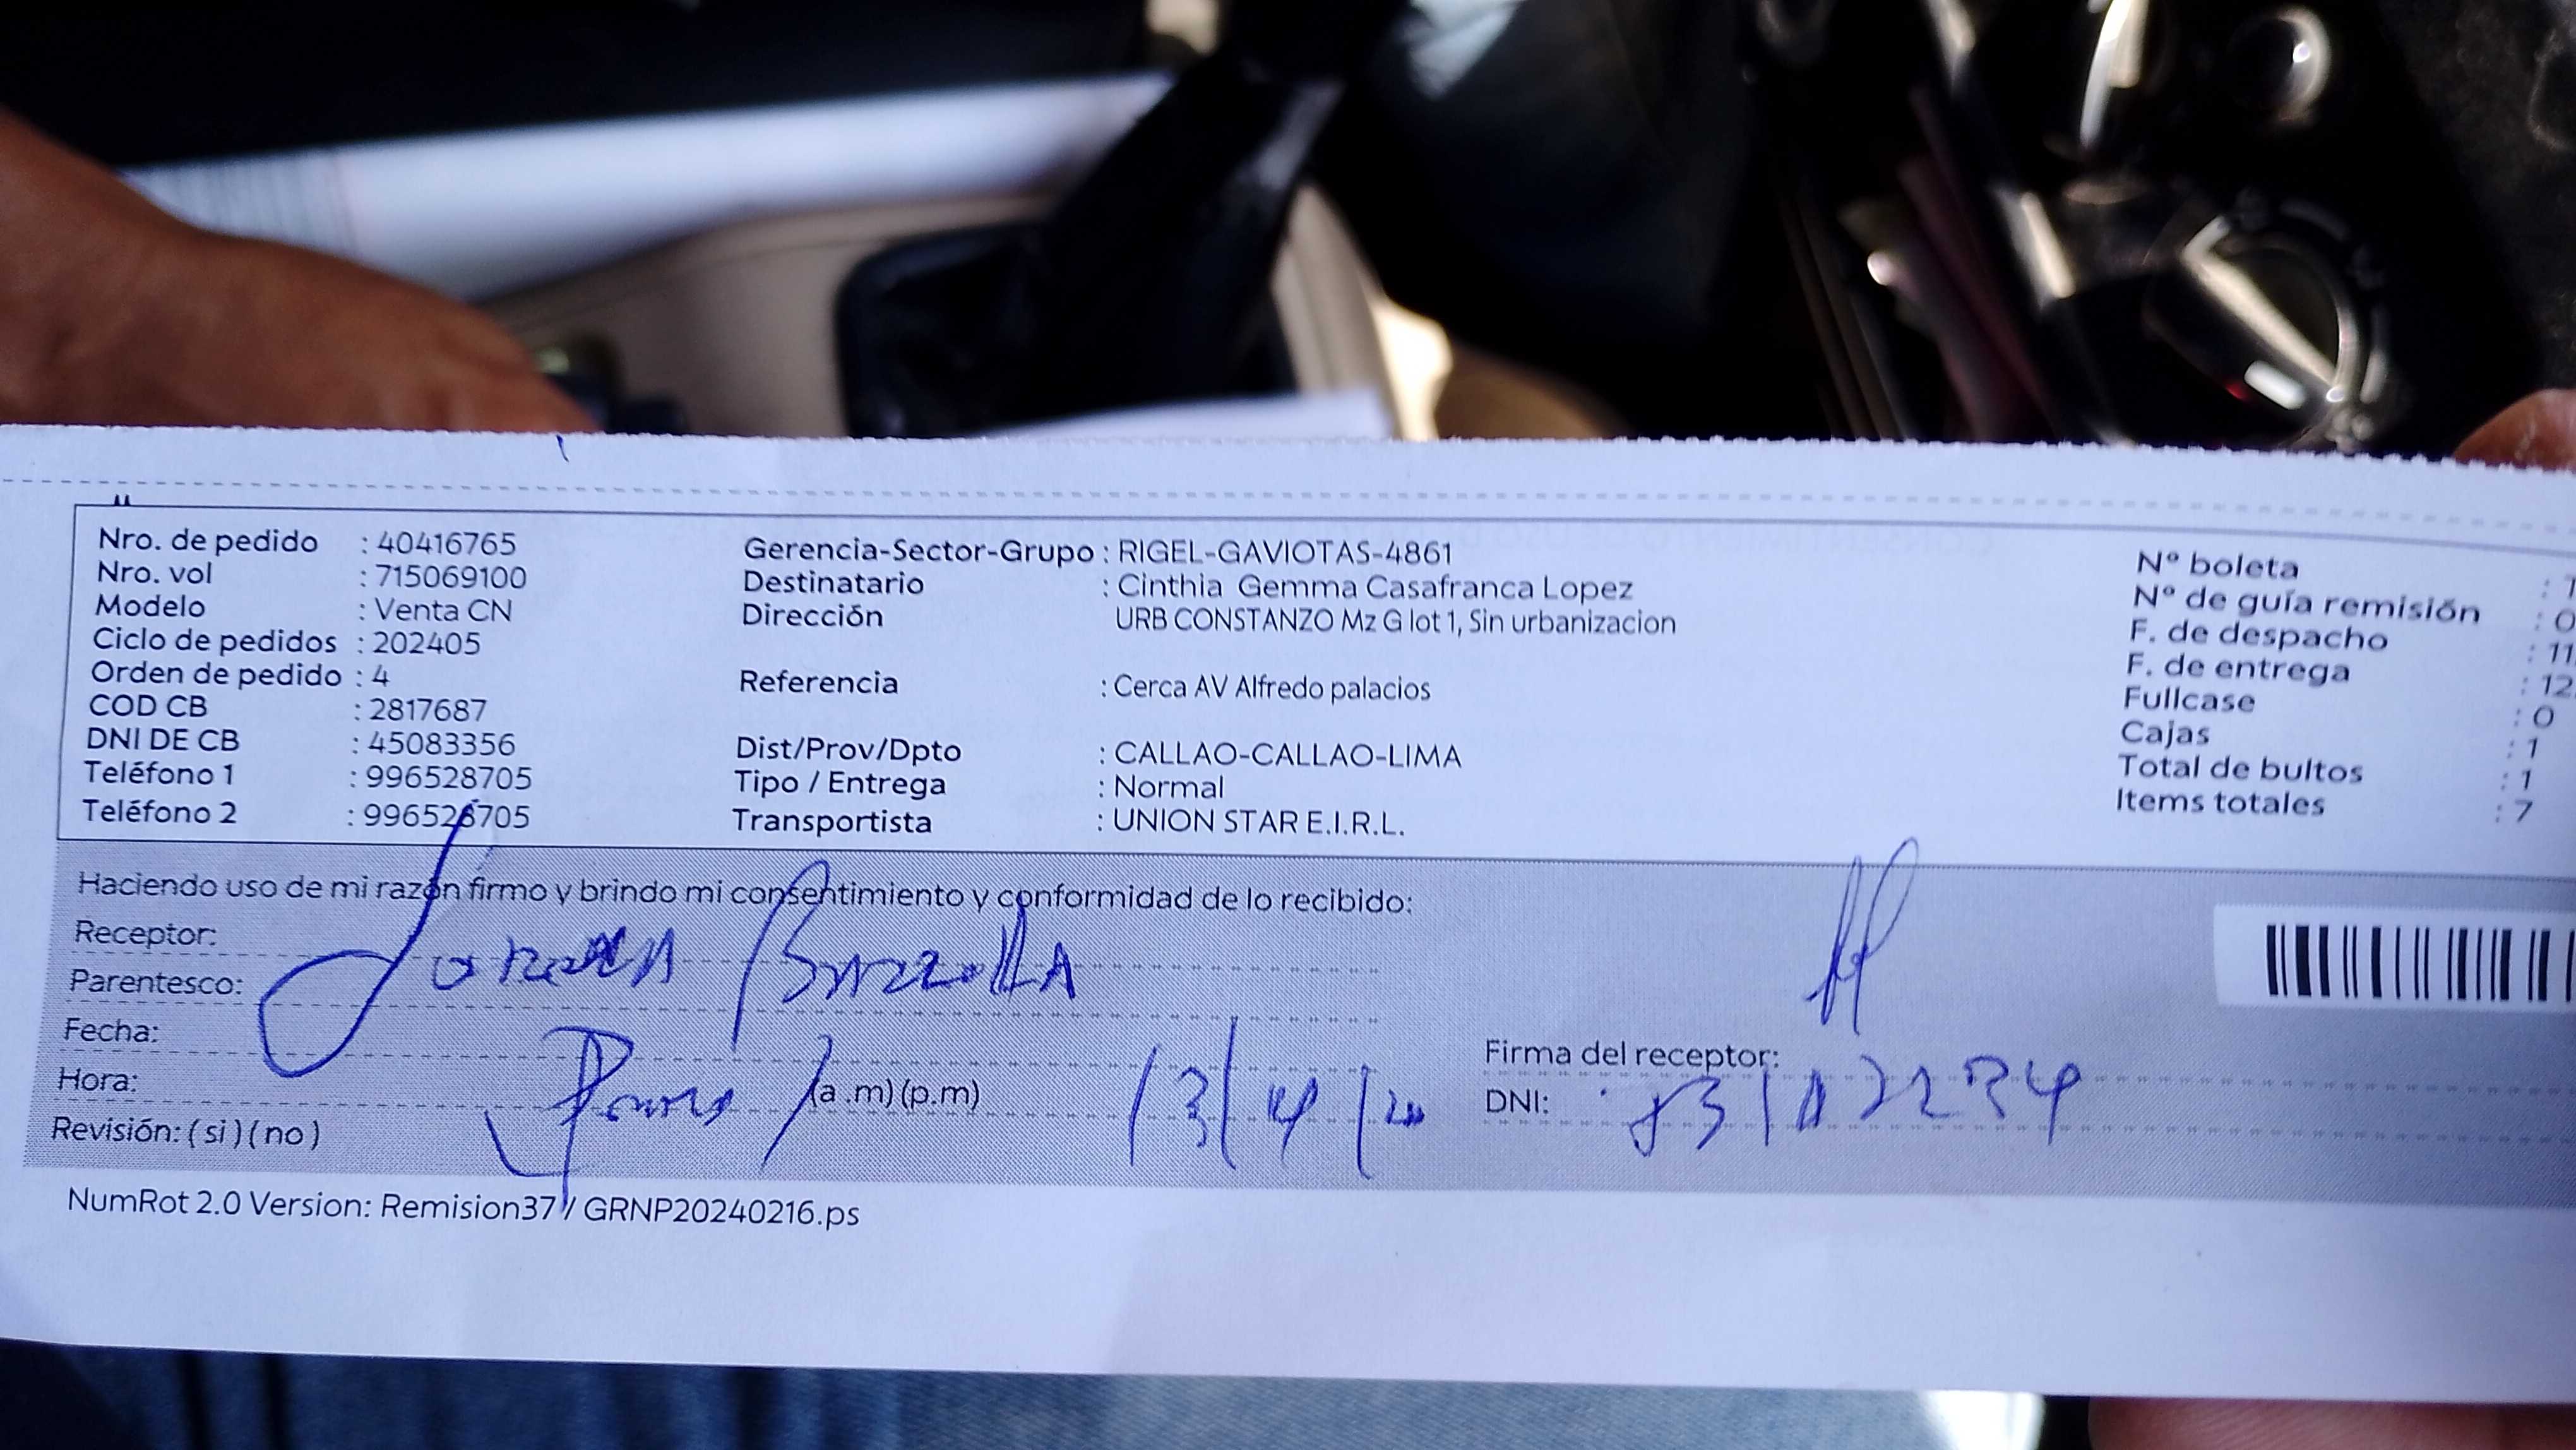 Nro. de pedido : 40416765
Nro. vol : 715069100
Modelo : Venta CN
Ciclo de pedidos : 202405
Orden de pedido : 4
COD CB : 2817687
DNI DE CB : 45083356
Teléfono 1 : 996528705
Teléfono 2 : 996528705
Gerencia-Sector-Grupo : RIGEL-GAVIOTAS-4861
Destinatario : Cinthia Gemma Casafranca Lopez
Dirección URB CONSTANZO Mz G lot 1, Sin urbanizacion
Referencia : Cerca AV Alfredo palacios
Dist/Prov/Dpto : CALLAO-CALLAO-LIMA
Tipo / Entrega : Normal
Transportista : UNION STAR E.I.R.L.
Nº boleta :
Nº de guía remisión : 0
F. de despacho : 11
F. de entrega : 12
Fullcase : 0
Cajas : 1
Total de bultos : 1
Items totales : 7
Haciendo uso de mi razón firmo y brindo mi consentimiento y conformidad de lo recibido:
Receptor:
Parentesco:
Fecha:
Hora: (a .m) (p.m)
Revisión: ( si ) ( no )
Firma del receptor:
DNI:
NumRot 2.0 Version: Remision37 / GRNP20240216.ps